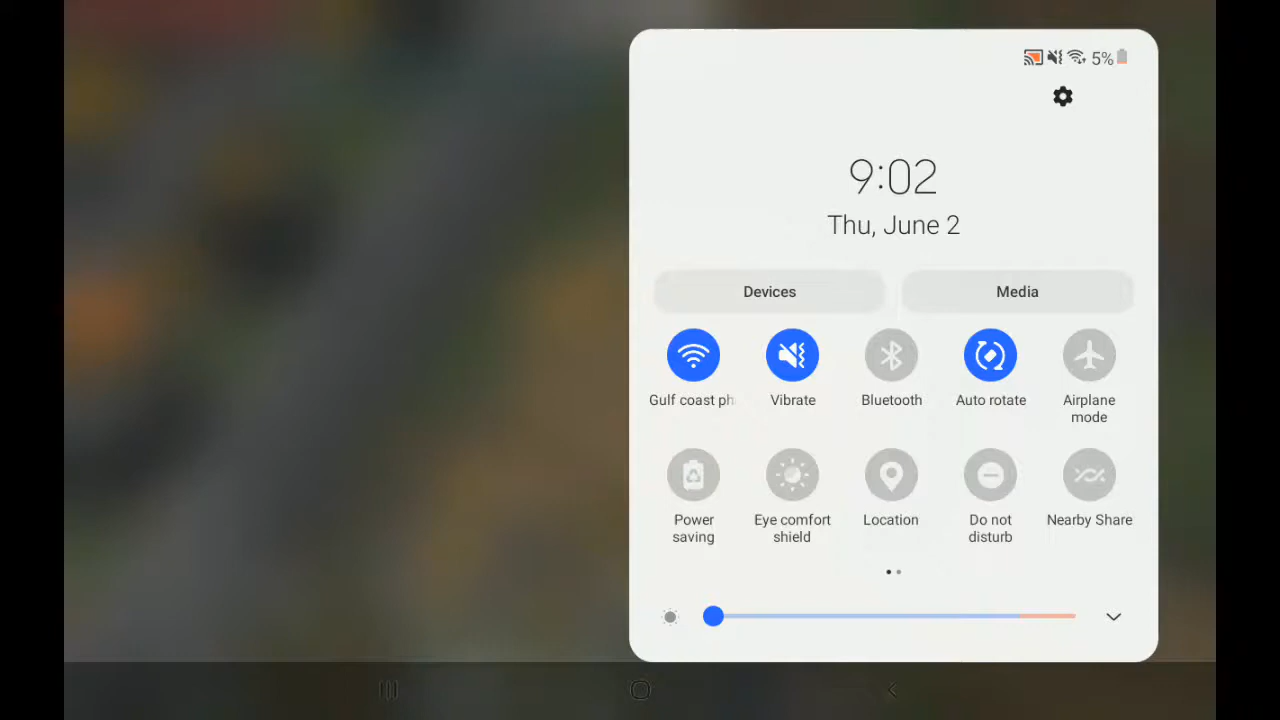 5%
9:02
Thu, June 2
Devices Media
Gulf coast ph Vibrate Bluetooth Auto rotate Airplane
mode
Power Eye comfort Location Do not Nearby Share
saving shield disturb